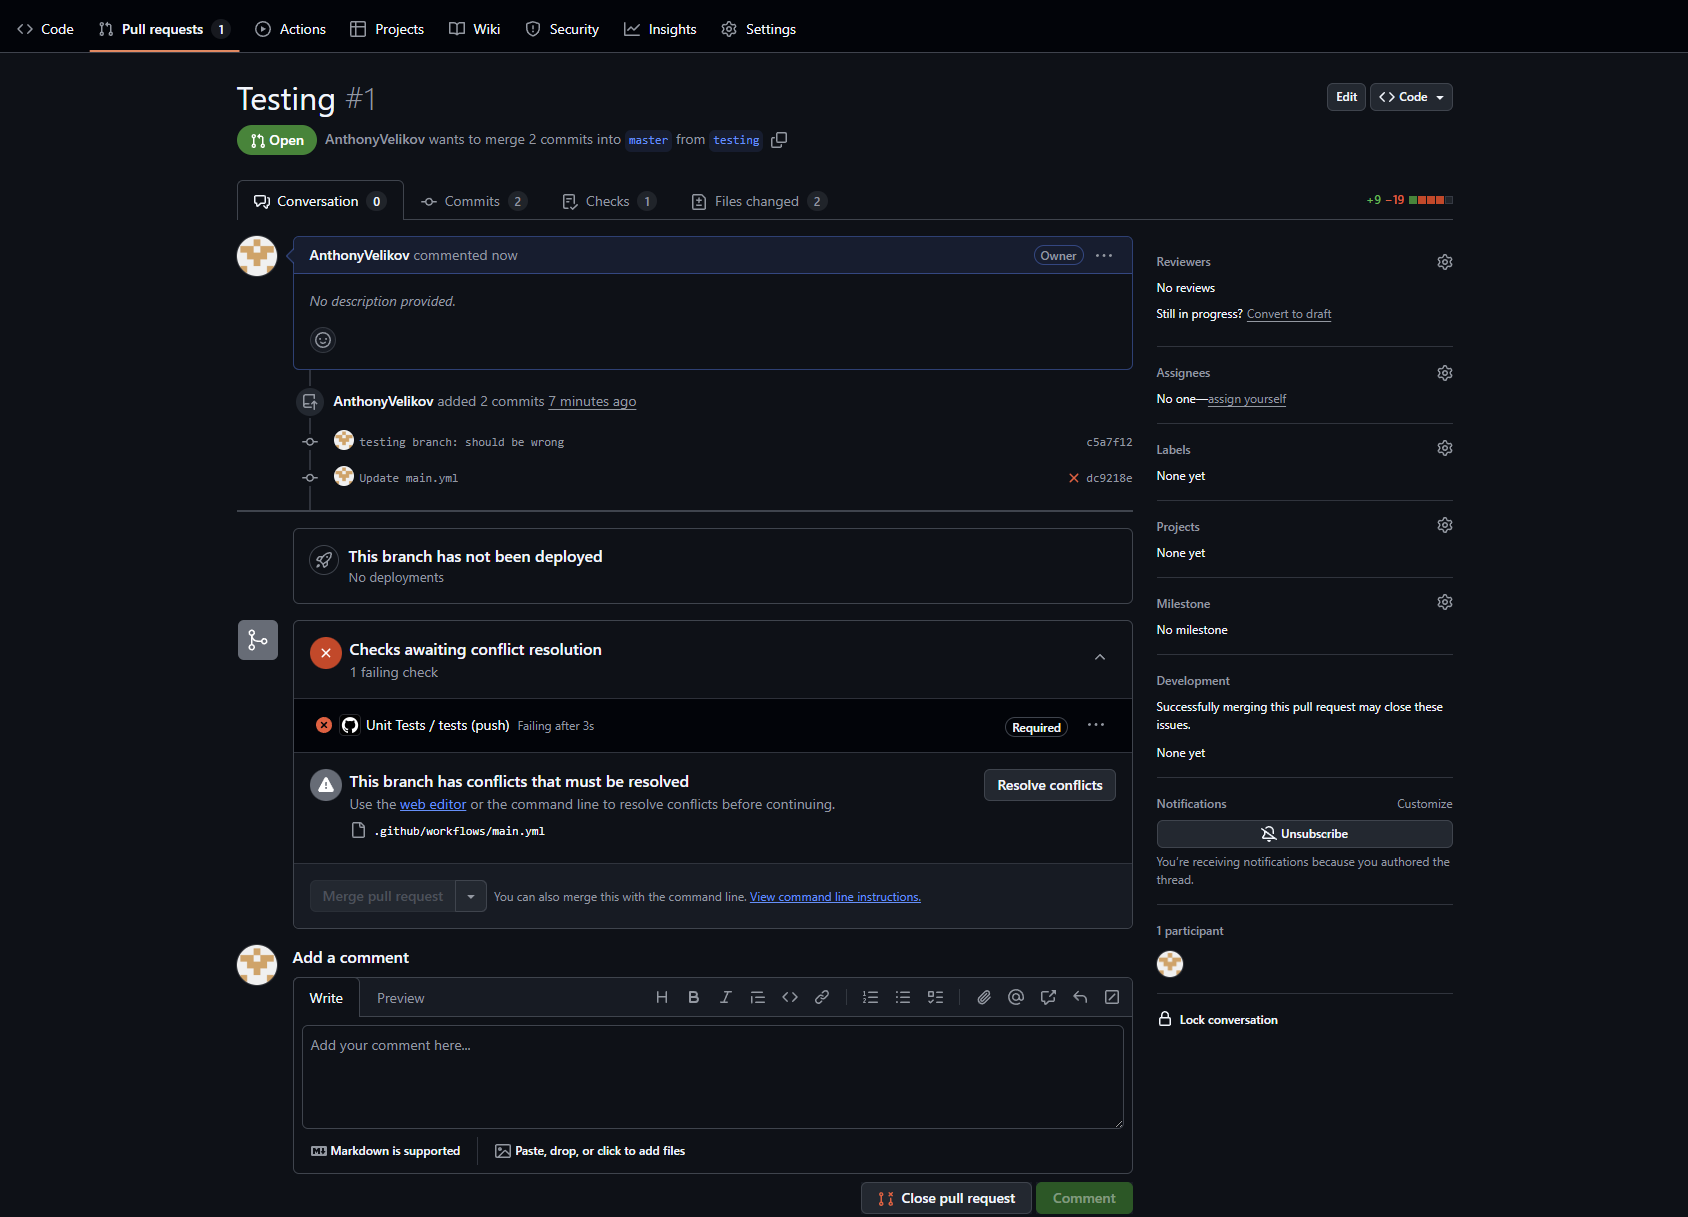 Code
Pull requests 1
Actions
Projects
Wiki
Security
Insights
Settings
Testing #1
Edit
Code
Open
AnthonyVelikov wants to merge 2 commits into master from testing
Conversation 0
Commits 2
Checks 1
Files changed 2
+9 −19
AnthonyVelikov commented now
Owner
No description provided.
AnthonyVelikov added 2 commits 7 minutes ago
testing branch: should be wrong
c5a7f12
Update main.yml
dc9218e
This branch has not been deployed
No deployments
Checks awaiting conflict resolution
1 failing check
Unit Tests / tests (push) Failing after 3s
Required
This branch has conflicts that must be resolved
Use the web editor or the command line to resolve conflicts before continuing.
.github/workflows/main.yml
Resolve conflicts
Merge pull request
You can also merge this with the command line. View command line instructions.
Add a comment
Write
Preview
Add your comment here...
Markdown is supported
Paste, drop, or click to add files
Close pull request
Comment
Reviewers
No reviews
Still in progress? Convert to draft
Assignees
No one—assign yourself
Labels
None yet
Projects
None yet
Milestone
No milestone
Development
Successfully merging this pull request may close these
issues.
None yet
Notifications
Customize
Unsubscribe
You're receiving notifications because you authored the
thread.
1 participant
Lock conversation